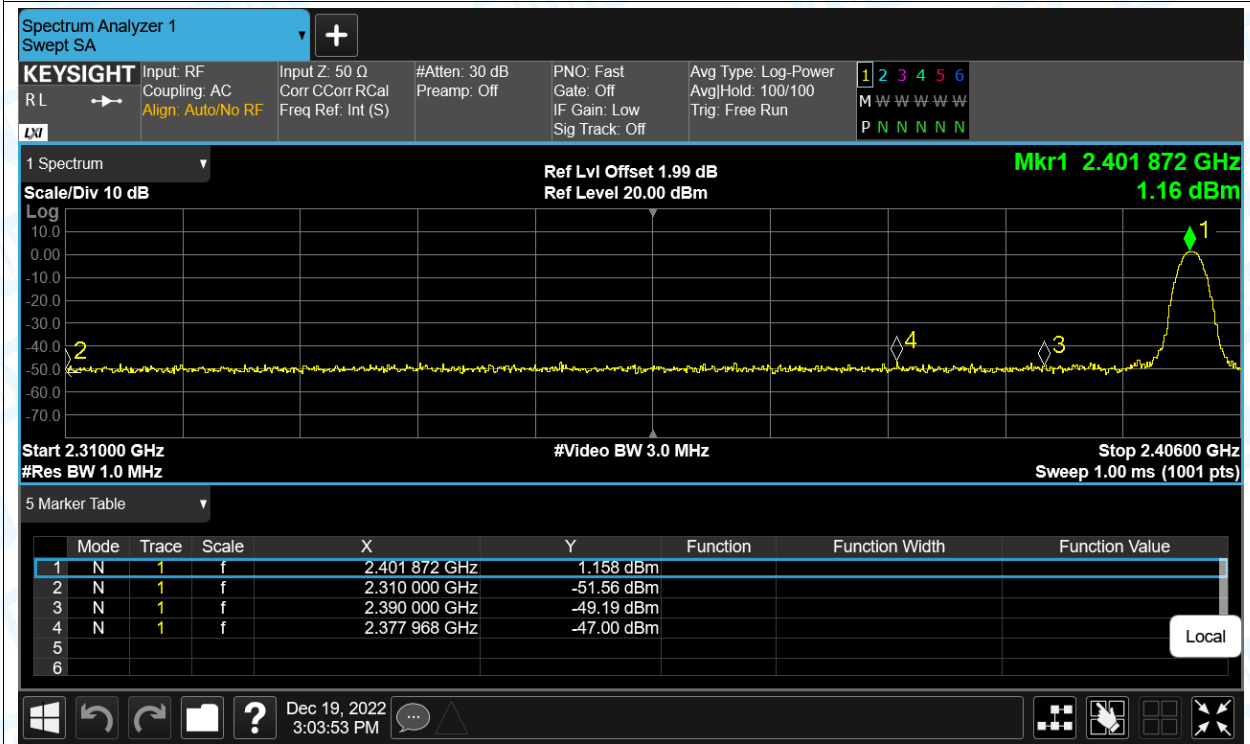 Spectrum Analyzer 1
Swept SA
+
KEYSIGHT Input: RF Input Z: 50 Ω #Atten: 30 dB PNO: Fast Avg Type: Log-Power 1 2 3 4 5 6
R L Coupling: AC Corr CCorr RCal Preamp: Off Gate: Off Avg|Hold: 100/100 M W W W W W W
Align: Auto/No RF Freq Ref: Int (S) IF Gain: Low Trig: Free Run
LXI Sig Track: Off P N N N N N
1 Spectrum Ref Lvl Offset 1.99 dB Mkr1 2.401 872 GHz
Scale/Div 10 dB Ref Level 20.00 dBm 1.16 dBm
Log
10.0 1
0.00
-10.0
-20.0
-30.0
-40.0 2 4 3
-50.0
-60.0
-70.0
Start 2.31000 GHz #Video BW 3.0 MHz Stop 2.40600 GHz
#Res BW 1.0 MHz Sweep 1.00 ms (1001 pts)
5 Marker Table
Mode Trace Scale X Y Function Function Width Function Value
1 N 1 f 2.401 872 GHz 1.158 dBm
2 N 1 f 2.310 000 GHz -51.56 dBm
3 N 1 f 2.390 000 GHz -49.19 dBm
4 N 1 f 2.377 968 GHz -47.00 dBm
5
6
Local
? Dec 19, 2022
3:03:53 PM